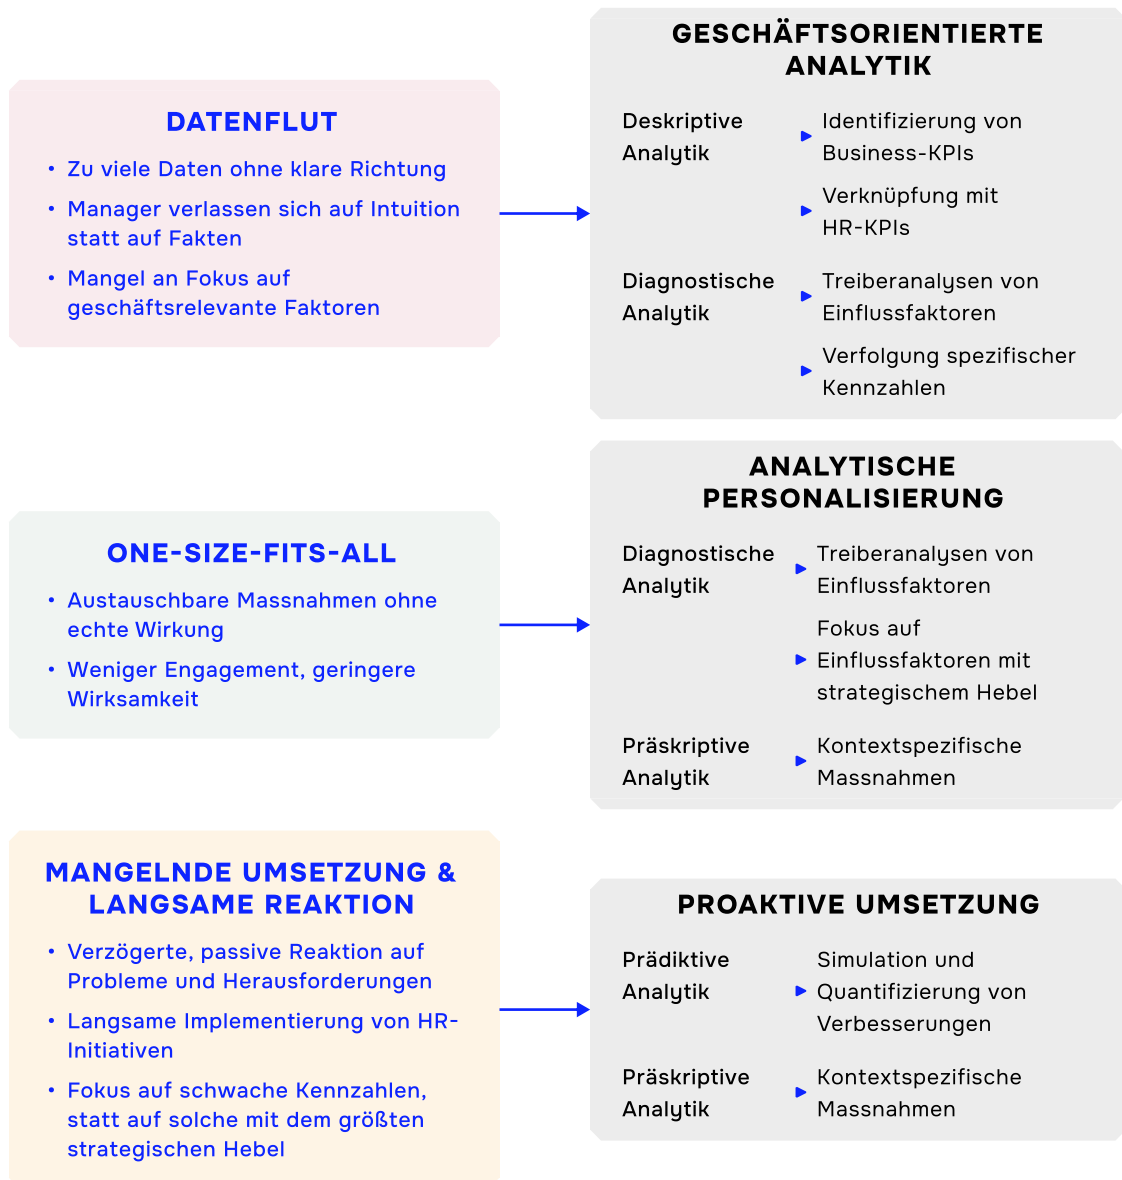 DATENFLUT
• Zu viele Daten ohne klare Richtung
• Manager verlassen sich auf Intuition
statt auf Fakten
• Mangel an Fokus auf
geschäftsrelevante Faktoren
GESCHÄFTSORIENTIERTE
ANALYTIK
Deskriptive
Analytik
Identifizierung von
Business-KPIs
Verknüpfung mit
HR-KPIs
Diagnostische
Analytik
Treiberanalysen von
Einflussfaktoren
Verfolgung spezifischer
Kennzahlen
ONE-SIZE-FITS-ALL
• Austauschbare Massnahmen ohne
echte Wirkung
• Weniger Engagement, geringere
Wirksamkeit
ANALYTISCHE
PERSONALISIERUNG
Diagnostische
Analytik
Treiberanalysen von
Einflussfaktoren
Fokus auf
Einflussfaktoren mit
strategischem Hebel
Präskriptive
Analytik
Kontextspezifische
Massnahmen
MANGELNDE UMSETZUNG &
LANGSAME REAKTION
• Verzögerte, passive Reaktion auf
Probleme und Herausforderungen
• Langsame Implementierung von HR-
Initiativen
• Fokus auf schwache Kennzahlen,
statt auf solche mit dem größten
strategischen Hebel
PROAKTIVE UMSETZUNG
Prädiktive
Analytik
Simulation und
Quantifizierung von
Verbesserungen
Präskriptive
Analytik
Kontextspezifische
Massnahmen